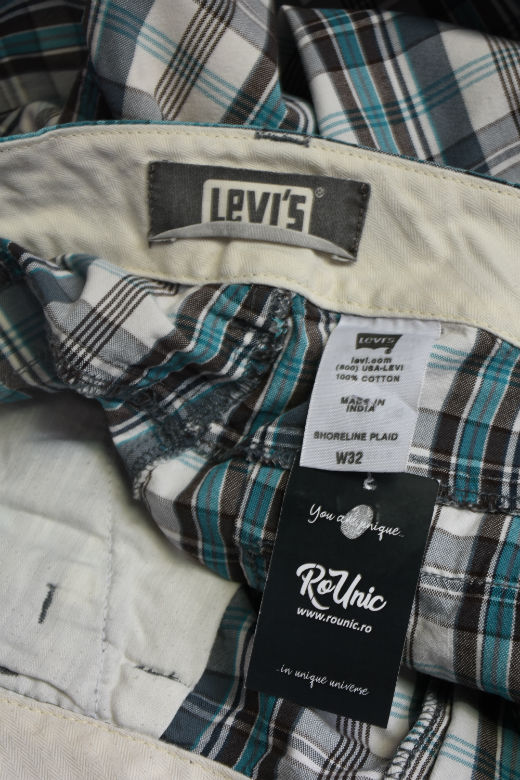 LEVI'S®
LEVI'S
levi.com
(800) USA-LEVI
100% COTTON
MADE IN
INDIA
SHORELINE PLAID
W32
You are unique..
RoUnic
www.rounic.ro
..in unique universe